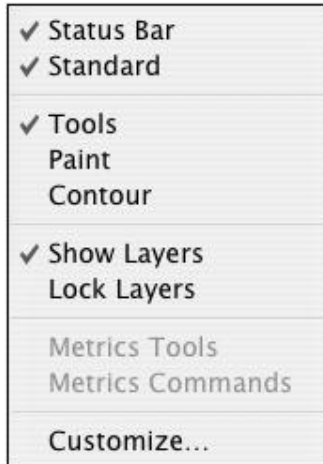 Status Bar
Standard
Tools
Paint
Contour
Show Layers
Lock Layers
Metrics Tools
Metrics Commands
Customize...